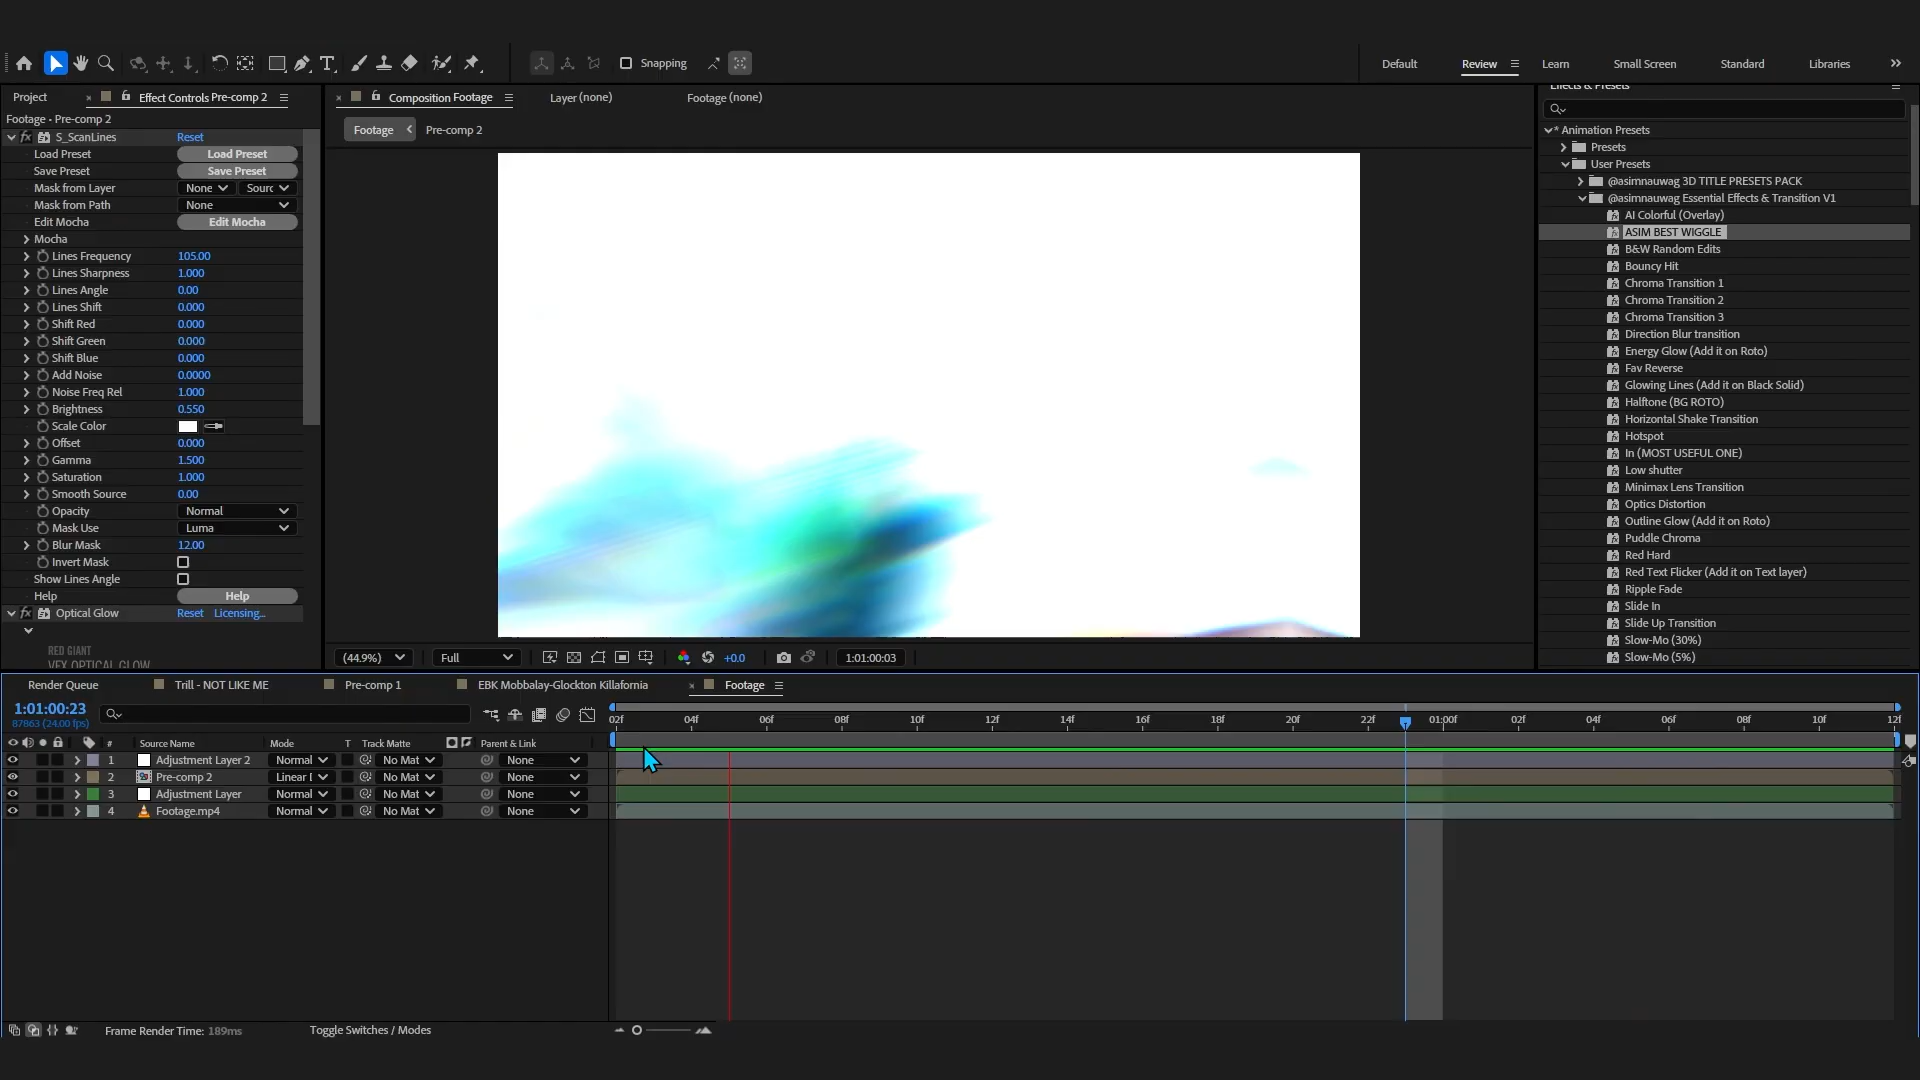 Snapping
Default
Review
Learn
Small Screen
Standard
Libraries
Project
Effect Controls Pre-comp 2
Composition Footage
Layer (none)
Footage (none)
Effects & Presets
Footage • Pre-comp 2
Footage
Pre-comp 2
S_ScanLines
Reset
Load Preset
Load Preset
Save Preset
Save Preset
Mask from Layer
None
Sourc
Mask from Path
None
Edit Mocha
Edit Mocha
Mocha
Lines Frequency
105.00
Lines Sharpness
1.000
Lines Angle
0.00
Lines Shift
0.000
Shift Red
0.000
Shift Green
0.000
Shift Blue
0.000
Add Noise
0.0000
Noise Freq Rel
1.000
Brightness
0.550
Scale Color
Offset
0.000
Gamma
1.500
Saturation
1.000
Smooth Source
0.00
Opacity
Normal
Mask Use
Luma
Blur Mask
12.00
Invert Mask
Show Lines Angle
Help
Help
Optical Glow
Reset
Licensing...
RED GIANT
VFX OPTICAL GLOW
* Animation Presets
Presets
User Presets
@asimnauwag 3D TITLE PRESETS PACK
@asimnauwag Essential Effects & Transition V1
AI Colorful (Overlay)
ASIM BEST WIGGLE
B&W Random Edits
Bouncy Hit
Chroma Transition 1
Chroma Transition 2
Chroma Transition 3
Direction Blur transition
Energy Glow (Add it on Roto)
Fav Reverse
Glowing Lines (Add it on Black Solid)
Halftone (BG ROTO)
Horizontal Shake Transition
Hotspot
In (MOST USEFUL ONE)
Low shutter
Minimax Lens Transition
Optics Distortion
Outline Glow (Add it on Roto)
Puddle Chroma
Red Hard
Red Text Flicker (Add it on Text layer)
Ripple Fade
Slide In
Slide Up Transition
Slow-Mo (30%)
Slow-Mo (5%)
(44.9%)
Full
+0.0
1:01:00:03
Render Queue
Trill - NOT LIKE ME
Pre-comp 1
EBK Mobbalay-Glockton Killafornia
Footage
1:01:00:23
87863 (24.00 fps)
02f
04f
06f
08f
10f
12f
14f
16f
18f
20f
22f
01:00f
02f
04f
06f
08f
10f
12f
#
Source Name
Mode
T
Track Matte
Parent & Link
1
Adjustment Layer 2
Normal
No Mat
None
2
Pre-comp 2
Linear
No Mat
None
3
Adjustment Layer
Normal
No Mat
None
4
Footage.mp4
Normal
No Mat
None
Frame Render Time: 189ms
Toggle Switches / Modes